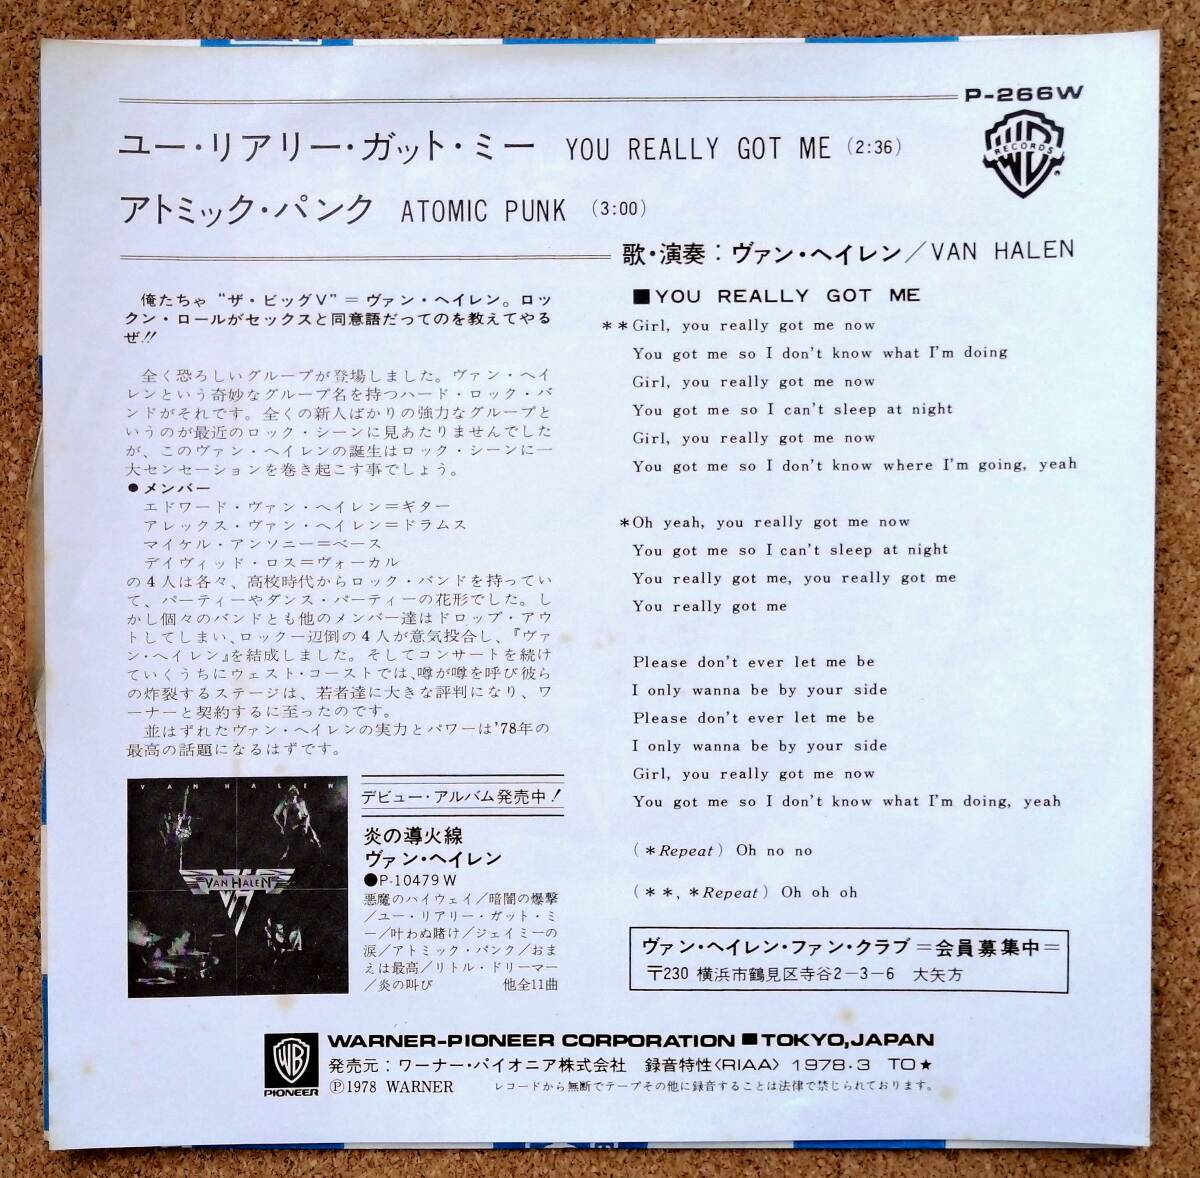 P-266W
ユー・リアリー・ガット・ミー YOU REALLY GOT ME (2:36)
アトミック・パンク ATOMIC PUNK (3:00)
WB
RECORDS
歌・演奏:ヴァン・ヘイレン/VAN HALEN
俺たちゃ“ザ・ビッグV”=ヴァン・ヘイレン。ロッ
クン・ロールがセックスと同意語だってのを教えてやる
ぜ!!
全く恐ろしいグループが登場しました。ヴァン・ヘイ
レンという奇妙なグループ名を持つハード・ロック・バ
ンドがそれです。全くの新人ばかりの強力なグループと
いうのが最近のロック・シーンに見あたりませんでした
が、このヴァン・ヘイレンの誕生はロック・シーンに一
大センセーションを巻き起こす事でしょう。
●メンバー
エドワード・ヴァン・ヘイレン=ギター
アレックス・ヴァン・ヘイレン=ドラムス
マイケル・アンソニー=ベース
デイヴィッド・ロス=ヴォーカル
の4人は各々、高校時代からロック・バンドを持ってい
て、パーティーやダンス・パーティーの花形でした。し
かし個々のバンドとも他のメンバー達はドロップ・アウ
トしてしまい、ロック一辺倒の4人が意気投合し、『ヴァ
ン・ヘイレン』を結成しました。そしてコンサートを続け
ていくうちにウェスト・コーストでは、噂が噂を呼び彼ら
の炸裂するステージは、若者達に大きな評判になり、ワ
ーナーと契約するに至ったのです。
並はずれたヴァン・ヘイレンの実力とパワーは'78年の
最高の話題になるはずです。
VAN HALEN
VAN HALEN
デビュー・アルバム発売中!
炎の導火線
ヴァン・ヘイレン
●P-10479W
悪魔のハイウェイ/暗闇の爆撃
/ユー・リアリー・ガット・ミ
ー/叶わぬ賭け/ジェイミーの
涙/アトミック・パンク/おま
えは最高/リトル・ドリーマー
/炎の叫び 他全11曲
■YOU REALLY GOT ME
**Girl, you really got me now
You got me so I don't know what I'm doing
Girl, you really got me now
You got me so I can't sleep at night
Girl, you really got me now
You got me so I don't know where I'm going, yeah
*Oh yeah, you really got me now
You got me so I can't sleep at night
You really got me, you really got me
You really got me
Please don't ever let me be
I only wanna be by your side
Please don't ever let me be
I only wanna be by your side
Girl, you really got me now
You got me so I don't know what I'm doing, yeah
(*Repeat) Oh no no
(**,*Repeat) Oh oh oh
ヴァン・ヘイレン・ファン・クラブ=会員募集中=
〒230 横浜市鶴見区寺谷2-3-6 大矢方
WB
PIONEER
WARNER-PIONEER CORPORATION ■ TOKYO,JAPAN
発売元:ワーナー・パイオニア株式会社 録音特性〈RIAA〉1978・3 TO★
Ⓟ1978 WARNER レコードから無断でテープその他に録音することは法律で禁じられております。